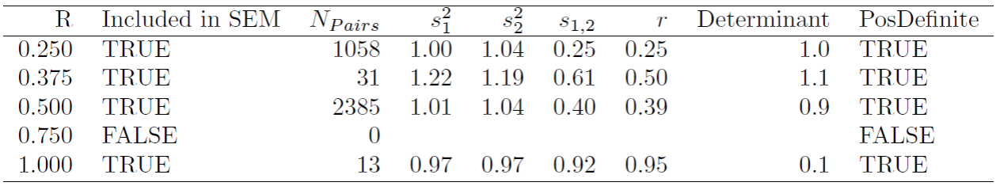 R Included in SEM N_Pairs s_1^2 s_2^2 s_{1,2} r Determinant PosDefinite
0.250 TRUE 1058 1.00 1.04 0.25 0.25 1.0 TRUE
0.375 TRUE 31 1.22 1.19 0.61 0.50 1.1 TRUE
0.500 TRUE 2385 1.01 1.04 0.40 0.39 0.9 TRUE
0.750 FALSE 0 FALSE
1.000 TRUE 13 0.97 0.97 0.92 0.95 0.1 TRUE